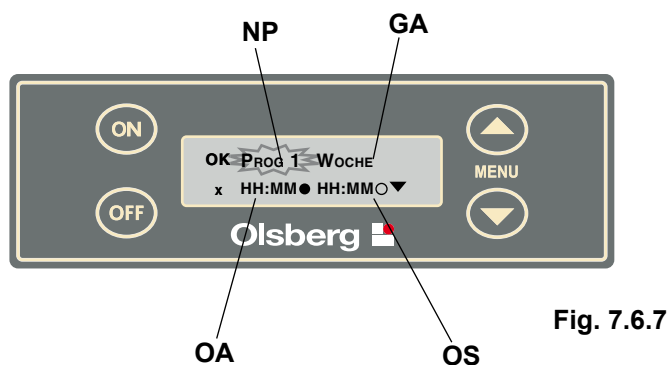 NP GA
ON
OK PROG 1 WOCHE
MENU
x HH:MM● HH:MM○▼
OFF
Olsberg
Fig. 7.6.7
OA OS